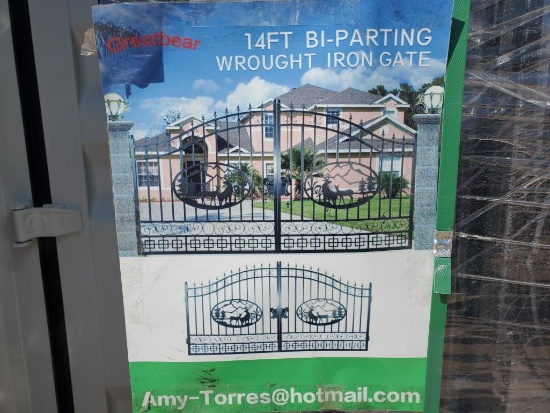 Greatbear
14FT BI-PARTING
WROUGHT IRON GATE
Amy-Torres@hotmail.com